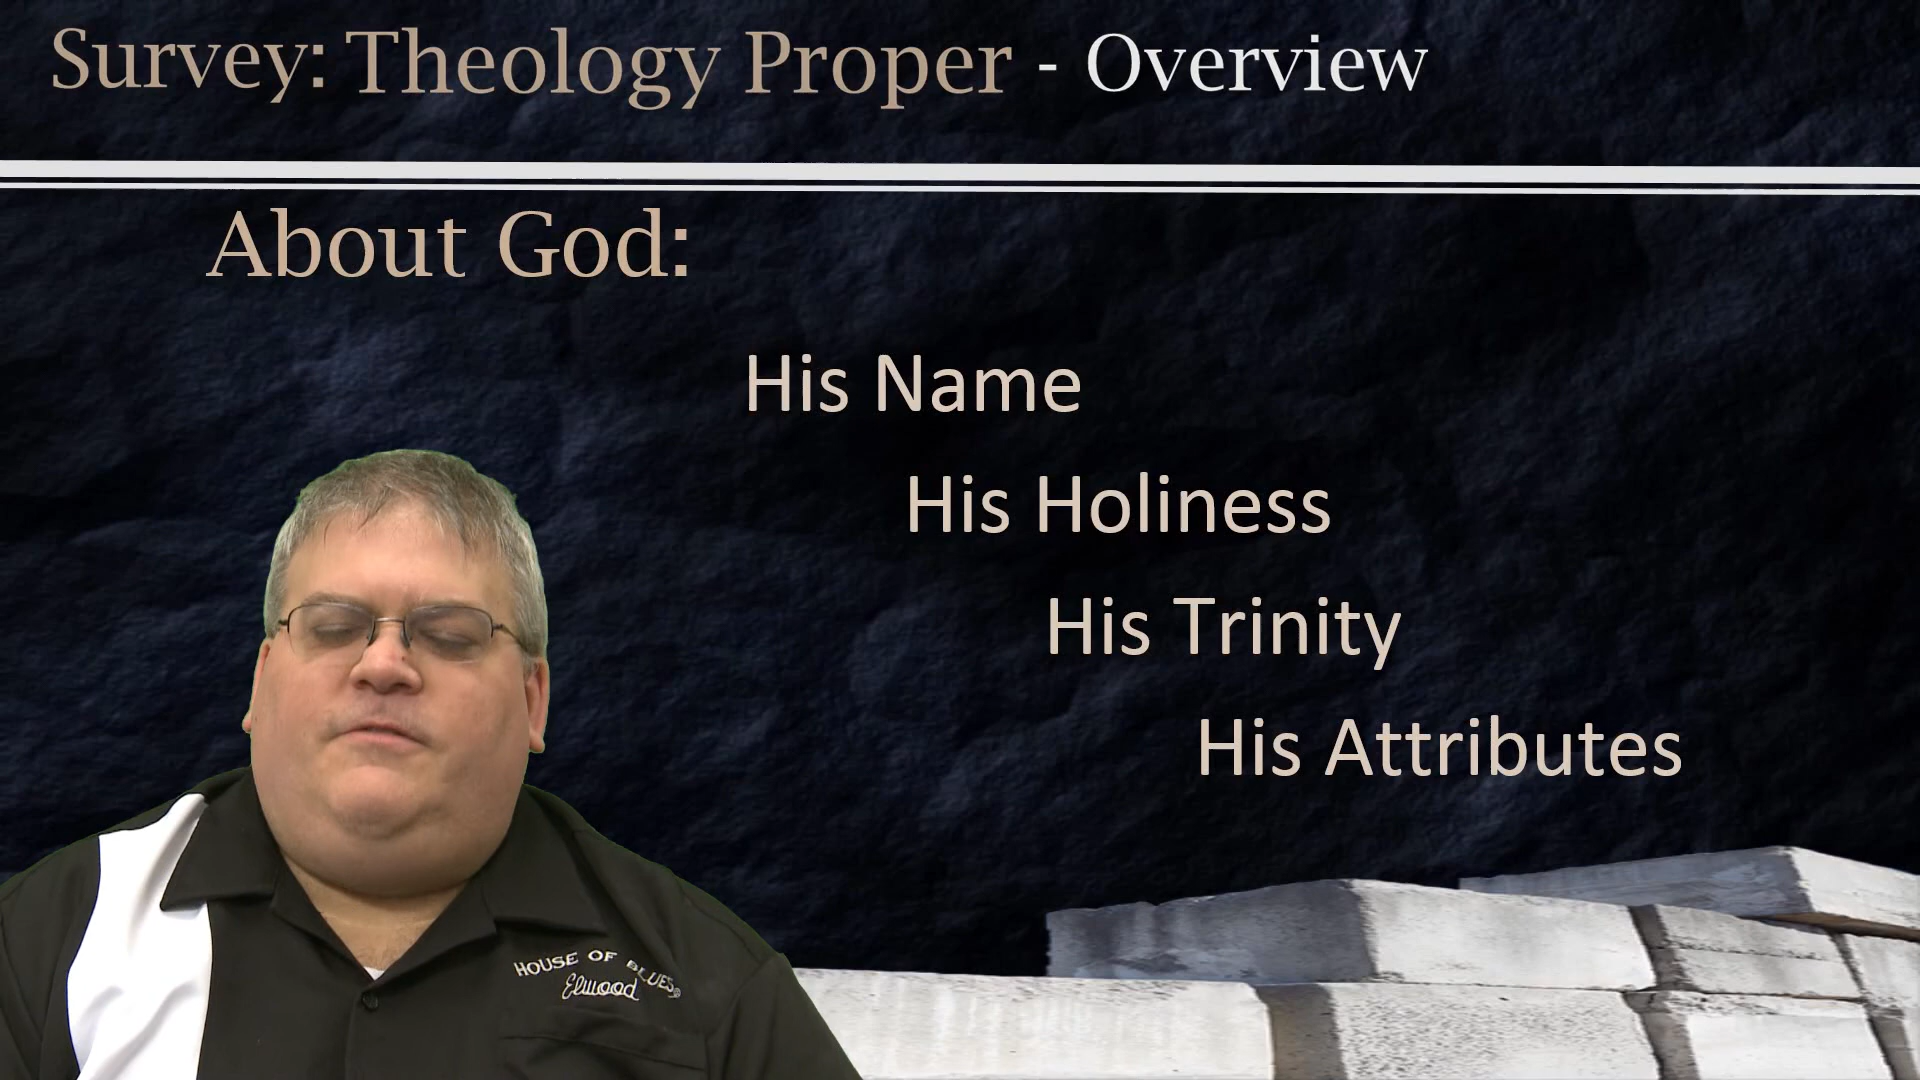 Survey: Theology Proper - Overview
About God:
His Name
His Holiness
His Trinity
His Attributes
HOUSE OF BLUES®
Elwood